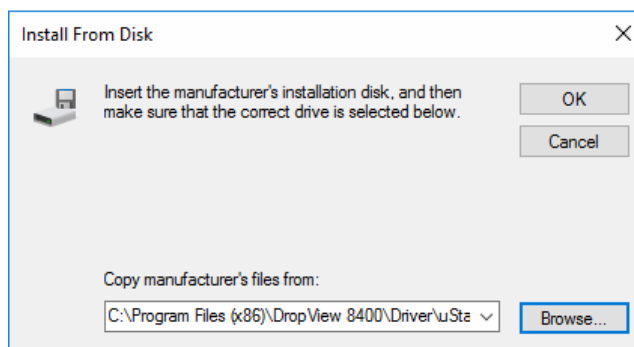 Install From Disk
Insert the manufacturer's installation disk, and then
make sure that the correct drive is selected below.
OK
Cancel
Copy manufacturer's files from:
C:\Program Files (x86)\DropView 8400\Driver\uSta
Browse...